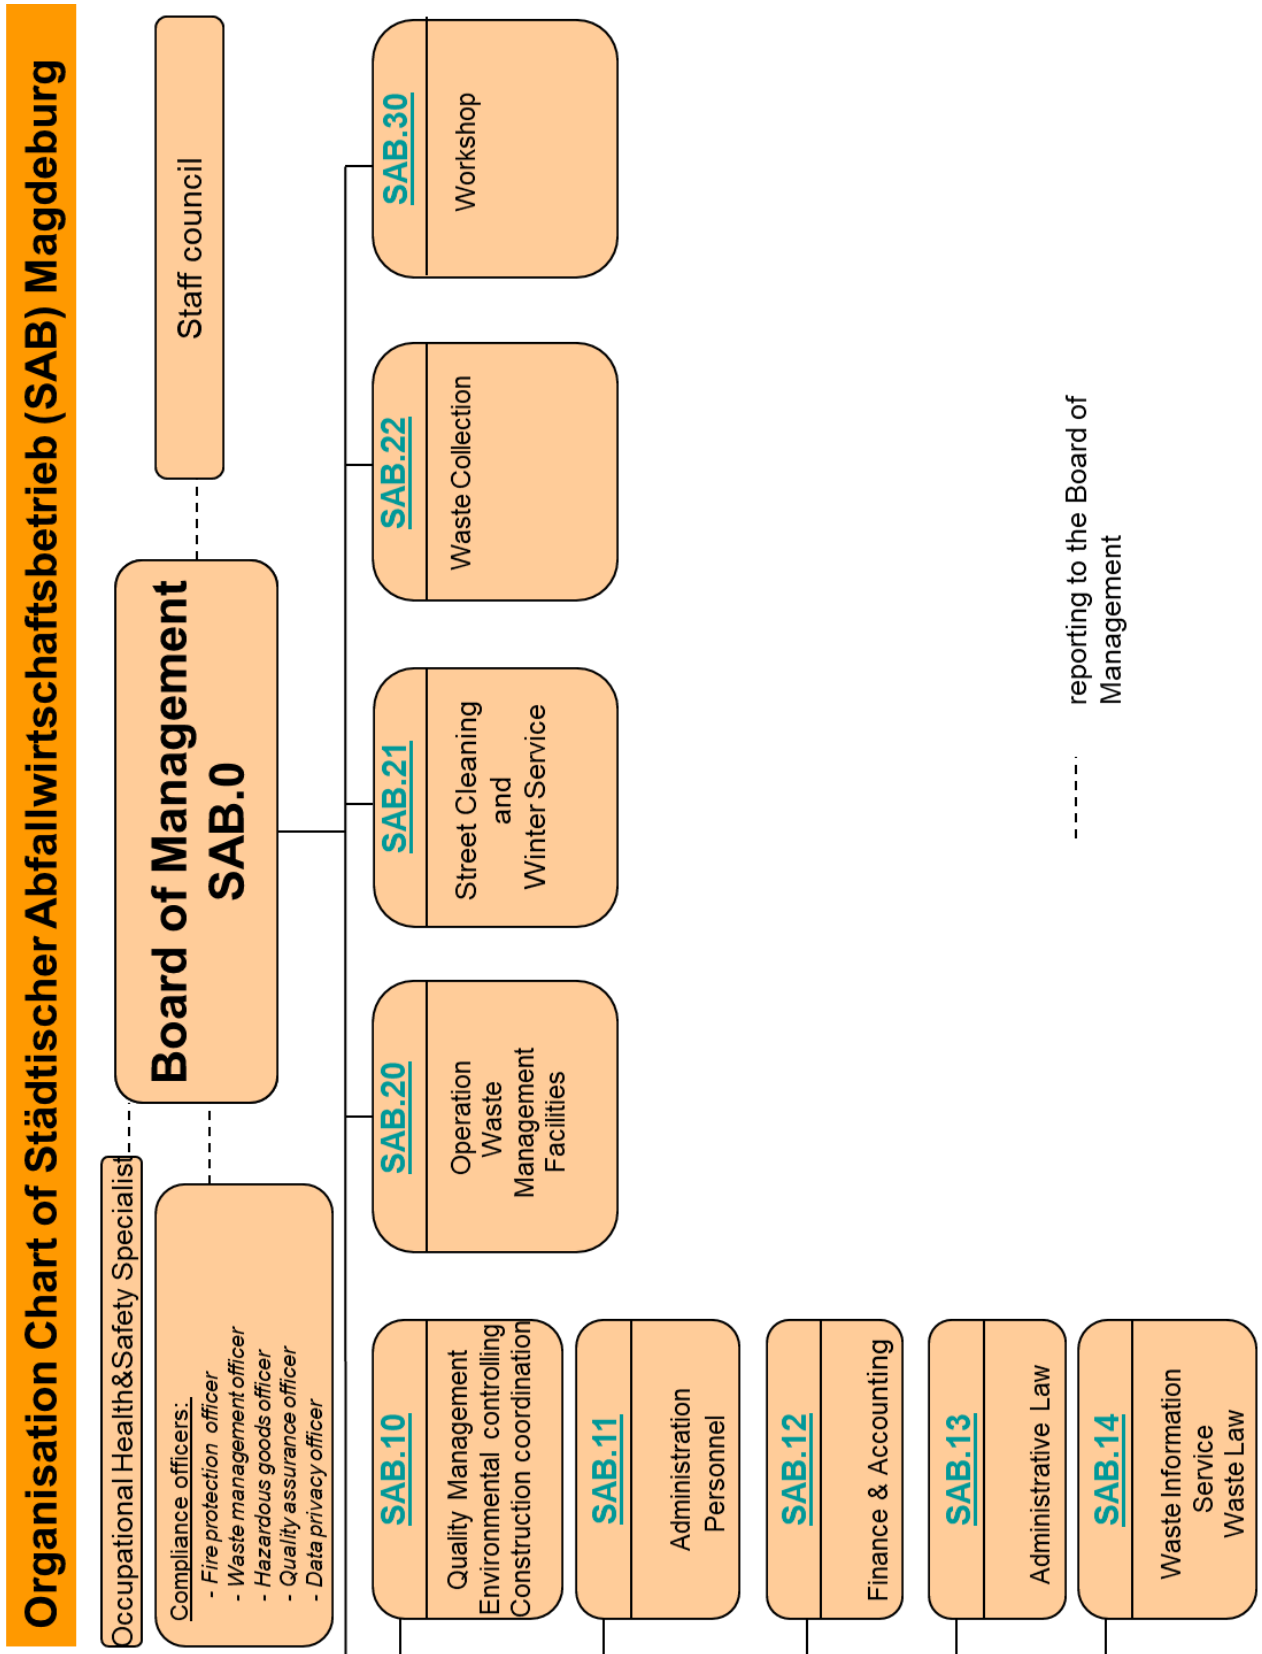 Organisation Chart of Städtischer Abfallwirtschaftsbetrieb (SAB) Magdeburg
Occupational Health&Safety Specialist
Compliance officers:
- Fire protection officer
- Waste management officer
- Hazardous goods officer
- Quality assurance officer
- Data privacy officer
Board of Management
SAB.0
Staff council
SAB.10
Quality Management
Environmental controlling
Construction coordination
SAB.11
Administration
Personnel
SAB.12
Finance & Accounting
SAB.13
Administrative Law
SAB.14
Waste Information
Service
Waste Law
SAB.20
Operation
Waste
Management
Facilities
SAB.21
Street Cleaning
and
Winter Service
SAB.22
Waste Collection
SAB.30
Workshop
reporting to the Board of
Management